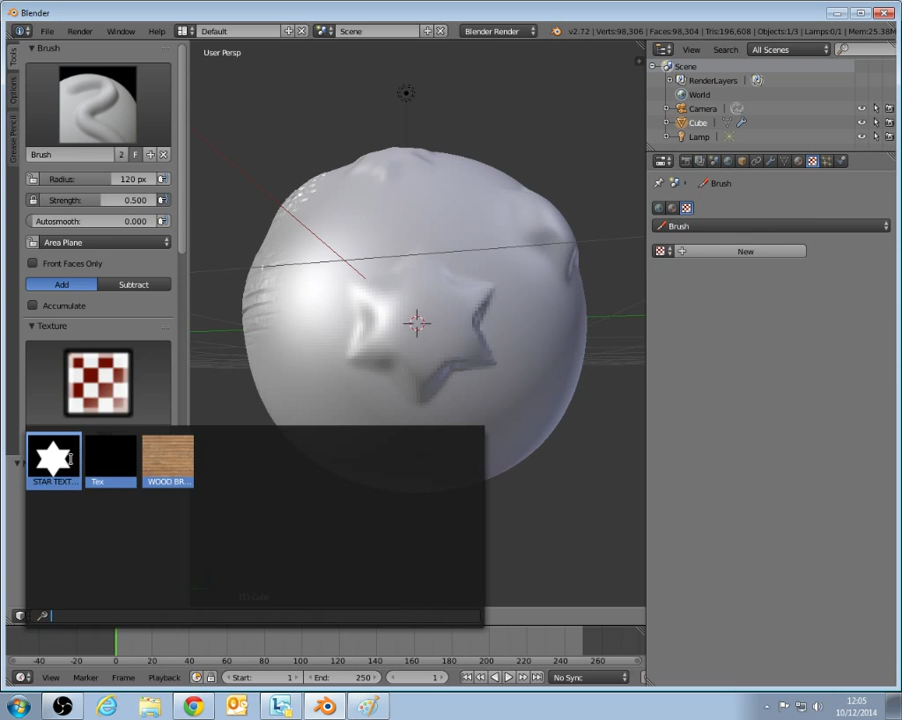 Blender
File Render Window Help Default Scene Blender Render v2.72 | Verts:98,306 | Faces:98,304 | Tris:196,608 | Objects:1/3 | Lamps:0/1 | Mem:25.38M
Tools
Options
Grease Pencil
Brush
Brush 2 F
Radius: 120 px
Strength: 0.500
Autosmooth: 0.000
Area Plane
Front Faces Only
Add Subtract
Accumulate
Texture
User Persp
STAR TEXT... Tex WOOD BR...
View Search All Scenes
Scene
RenderLayers
World
Camera
Cube
Lamp
Brush
Brush
New
-40 -20 0 20 40 60 80 100 120 140 160 180 200 220 240 260
View Marker Frame Playback Start: 1 End: 250 1 No Sync
12:05
10/12/2014